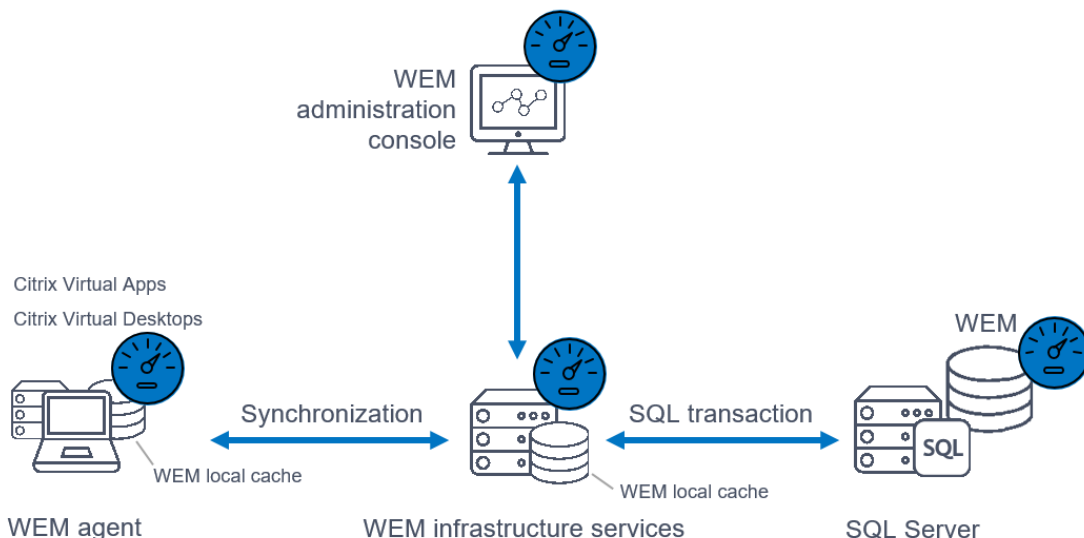 WEM
administration
console
Citrix Virtual Apps
Citrix Virtual Desktops
WEM
Synchronization
SQL transaction
SQL
WEM local cache
WEM local cache
WEM agent
WEM infrastructure services
SQL Server